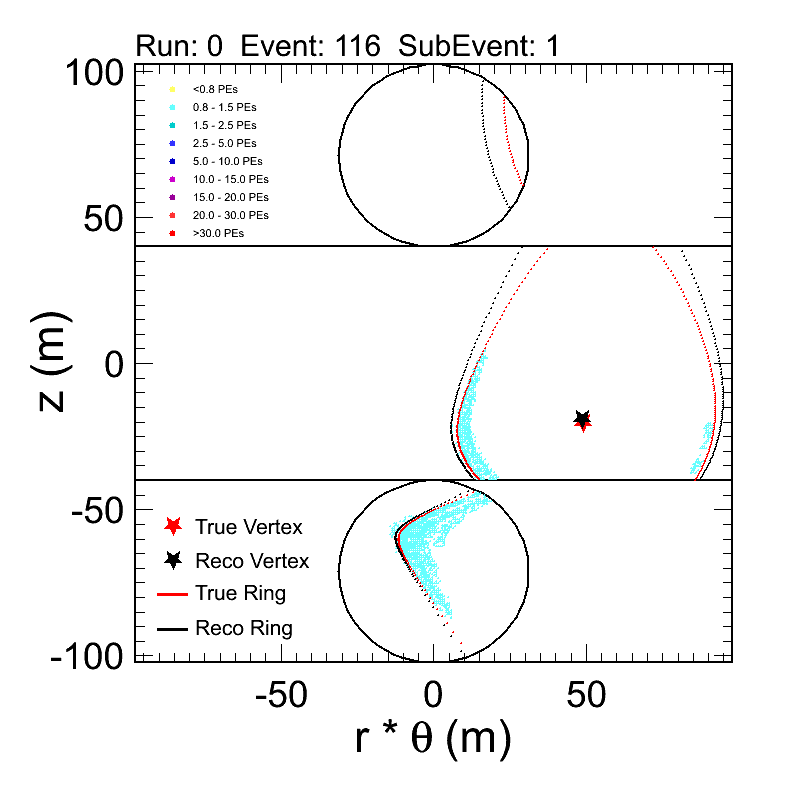 Run: 0  Event: 116  SubEvent: 1
100
<0.8 PEs
0.8 - 1.5 PEs
1.5 - 2.5 PEs
2.5 - 5.0 PEs
5.0 - 10.0 PEs
10.0 - 15.0 PEs
15.0 - 20.0 PEs
50
20.0 - 30.0 PEs
>30.0 PEs
z (m)
0
-50
True Vertex
Reco Vertex
True Ring
Reco Ring
-100
-50 0 50
r * θ (m)